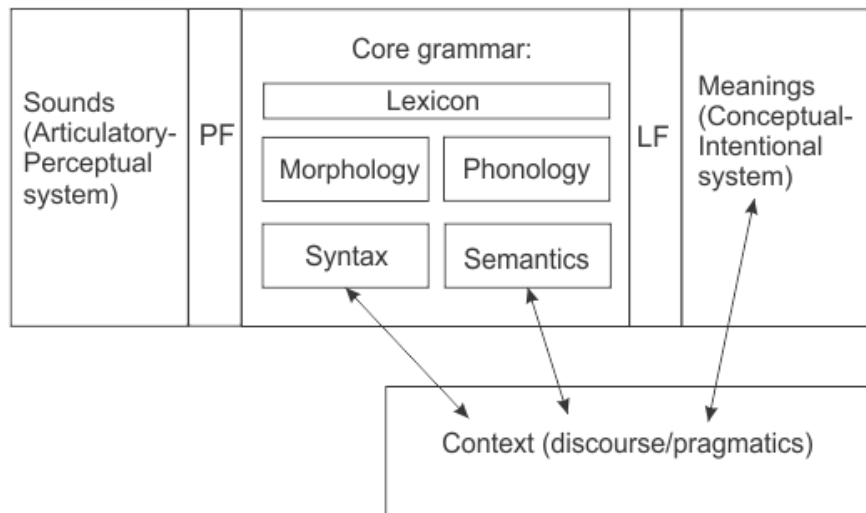 Sounds
(Articulatory-
Perceptual
system)
PF
Core grammar:
Lexicon
Morphology
Phonology
Syntax
Semantics
LF
Meanings
(Conceptual-
Intentional
system)
Context (discourse/pragmatics)